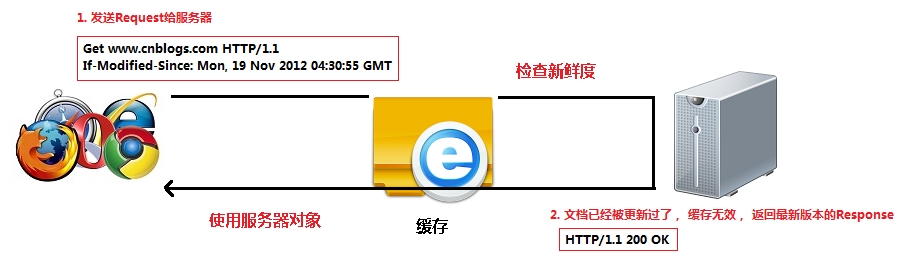 1. 发送Request给服务器
Get www.cnblogs.com HTTP/1.1
If-Modified-Since: Mon, 19 Nov 2012 04:30:55 GMT
检查新鲜度
使用服务器对象
缓存
2. 文档已经被更新过了， 缓存无效， 返回最新版本的Response
HTTP/1.1 200 OK